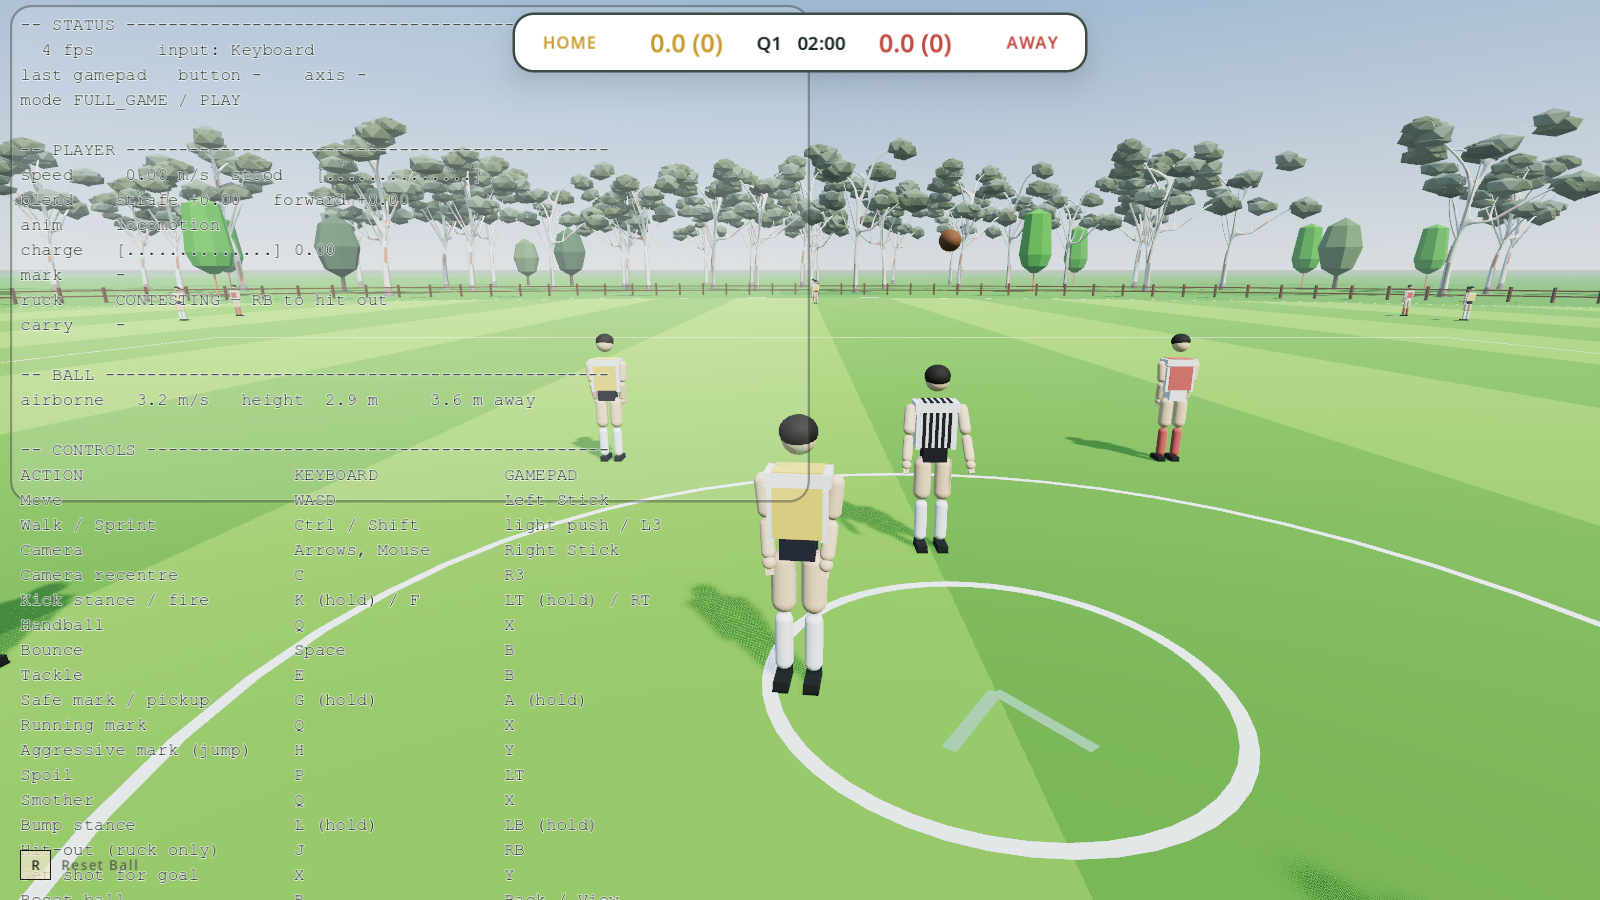 -- STATUS --------------------------------------
4 fps input: Keyboard
last gamepad button - axis -
mode FULL_GAME / PLAY
HOME 0.0 (0) Q1 02:00 0.0 (0) AWAY
-- PLAYER -----------------------------------------------
speed 0.00 m/s stood [..............]
blend strafe +0.00 forward +0.00
anim locomotion
charge [..............] 0.00
mark -
ruck CONTESTING - RB to hit out
carry -
-- BALL ------------------------------------------------
airborne 3.2 m/s height 2.9 m 3.6 m away
-- CONTROLS --------------------------------------------
ACTION KEYBOARD GAMEPAD
Move WASD Left Stick
Walk / Sprint Ctrl / Shift light push / L3
Camera Arrows, Mouse Right Stick
Camera recentre C R3
Kick stance / fire K (hold) / F LT (hold) / RT
Handball Q X
Bounce Space B
Tackle E B
Safe mark / pickup G (hold) A (hold)
Running mark Q X
Aggressive mark (jump) H Y
Spoil P LT
Smother Q X
Bump stance L (hold) LB (hold)
Hit-out (ruck only) J RB
R Reset Ball
shot for goal X Y
Reset ball R Back / View